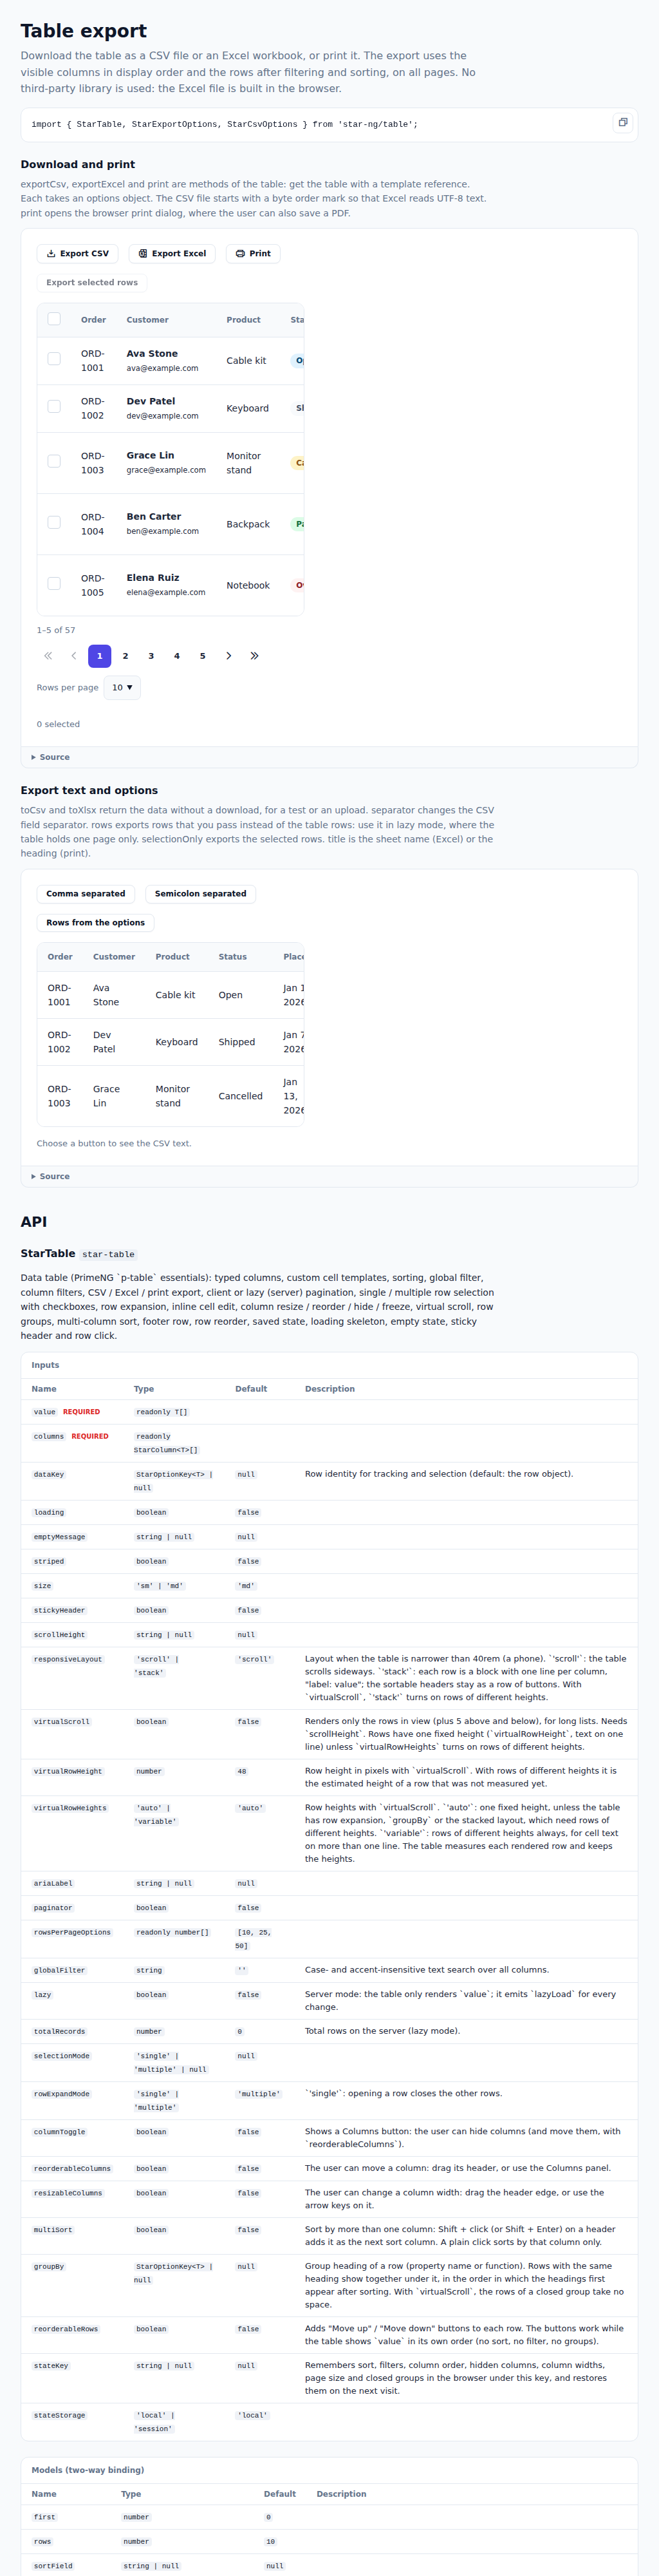 Table export
Download the table as a CSV file or an Excel workbook, or print it. The export uses the
visible columns in display order and the rows after filtering and sorting, on all pages. No
third-party library is used: the Excel file is built in the browser.
import { StarTable, StarExportOptions, StarCsvOptions } from 'star-ng/table';
Download and print
exportCsv, exportExcel and print are methods of the table: get the table with a template reference.
Each takes an options object. The CSV file starts with a byte order mark so that Excel reads UTF-8 text.
print opens the browser print dialog, where the user can also save a PDF.
Export CSV Export Excel Print
Export selected rows
Order Customer Product Sta
ORD-
1001
Ava Stone
ava@example.com
Cable kit
Op
ORD-
1002
Dev Patel
dev@example.com
Keyboard
Sh
ORD-
1003
Grace Lin
grace@example.com
Monitor
stand
Ca
ORD-
1004
Ben Carter
ben@example.com
Backpack
Pa
ORD-
1005
Elena Ruiz
elena@example.com
Notebook
Ov
1–5 of 57
1 2 3 4 5
Rows per page 10
0 selected
Source
Export text and options
toCsv and toXlsx return the data without a download, for a test or an upload. separator changes the CSV
field separator. rows exports rows that you pass instead of the table rows: use it in lazy mode, where the
table holds one page only. selectionOnly exports the selected rows. title is the sheet name (Excel) or the
heading (print).
Comma separated Semicolon separated
Rows from the options
Order Customer Product Status Place
ORD-
1001
Ava
Stone
Cable kit
Open
Jan 1
2026
ORD-
1002
Dev
Patel
Keyboard
Shipped
Jan 7
2026
ORD-
1003
Grace
Lin
Monitor
stand
Cancelled
Jan
13,
2026
Choose a button to see the CSV text.
Source
API
StarTable star-table
Data table (PrimeNG `p-table` essentials): typed columns, custom cell templates, sorting, global filter,
column filters, CSV / Excel / print export, client or lazy (server) pagination, single / multiple row selection
with checkboxes, row expansion, inline cell edit, column resize / reorder / hide / freeze, virtual scroll, row
groups, multi-column sort, footer row, row reorder, saved state, loading skeleton, empty state, sticky
header and row click.
Inputs
Name Type Default Description
value REQUIRED readonly T[]
columns REQUIRED readonly
StarColumn<T>[]
dataKey StarOptionKey<T> |
null
null Row identity for tracking and selection (default: the row object).
loading boolean false
emptyMessage string | null null
striped boolean false
size 'sm' | 'md' 'md'
stickyHeader boolean false
scrollHeight string | null null
responsiveLayout 'scroll' |
'stack'
'scroll' Layout when the table is narrower than 40rem (a phone). `'scroll'`: the table
scrolls sideways. `'stack'`: each row is a block with one line per column,
"label: value"; the sortable headers stay as a row of buttons. With
`virtualScroll`, `'stack'` turns on rows of different heights.
virtualScroll boolean false Renders only the rows in view (plus 5 above and below), for long lists. Needs
`scrollHeight`. Rows have one fixed height (`virtualRowHeight`, text on one
line) unless `virtualRowHeights` turns on rows of different heights.
virtualRowHeight number 48 Row height in pixels with `virtualScroll`. With rows of different heights it is
the estimated height of a row that was not measured yet.
virtualRowHeights 'auto' |
'variable'
'auto' Row heights with `virtualScroll`. `'auto'`: one fixed height, unless the table
has row expansion, `groupBy` or the stacked layout, which need rows of
different heights. `'variable'`: rows of different heights always, for cell text
on more than one line. The table measures each rendered row and keeps
the heights.
ariaLabel string | null null
paginator boolean false
rowsPerPageOptions readonly number[] [10, 25,
50]
globalFilter string '' Case- and accent-insensitive text search over all columns.
lazy boolean false Server mode: the table only renders `value`; it emits `lazyLoad` for every
change.
totalRecords number 0 Total rows on the server (lazy mode).
selectionMode 'single' |
'multiple' | null
null
rowExpandMode 'single' |
'multiple'
'multiple' `'single'`: opening a row closes the other rows.
columnToggle boolean false Shows a Columns button: the user can hide columns (and move them, with
`reorderableColumns`).
reorderableColumns boolean false The user can move a column: drag its header, or use the Columns panel.
resizableColumns boolean false The user can change a column width: drag the header edge, or use the
arrow keys on it.
multiSort boolean false Sort by more than one column: Shift + click (or Shift + Enter) on a header
adds it as the next sort column. A plain click sorts by that column only.
groupBy StarOptionKey<T> |
null
null Group heading of a row (property name or function). Rows with the same
heading show together under it, in the order in which the headings first
appear after sorting. With `virtualScroll`, the rows of a closed group take no
space.
reorderableRows boolean false Adds "Move up" / "Move down" buttons to each row. The buttons work while
the table shows `value` in its own order (no sort, no filter, no groups).
stateKey string | null null Remembers sort, filters, column order, hidden columns, column widths,
page size and closed groups in the browser under this key, and restores
them on the next visit.
stateStorage 'local' |
'session'
'local'
Models (two-way binding)
Name Type Default Description
first number 0
rows number 10
sortField string | null null